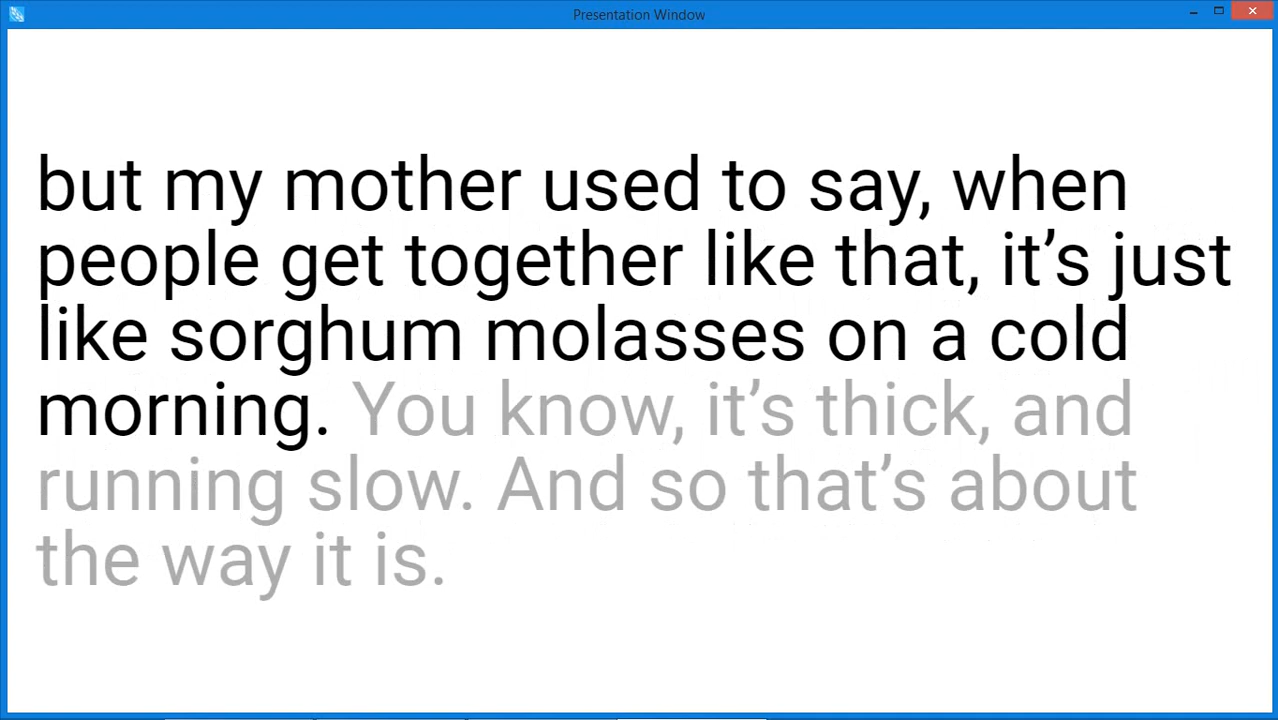 Presentation Window
but my mother used to say, when
people get together like that, it’s just
like sorghum molasses on a cold
morning. You know, it’s thick, and
running slow. And so that’s about
the way it is.